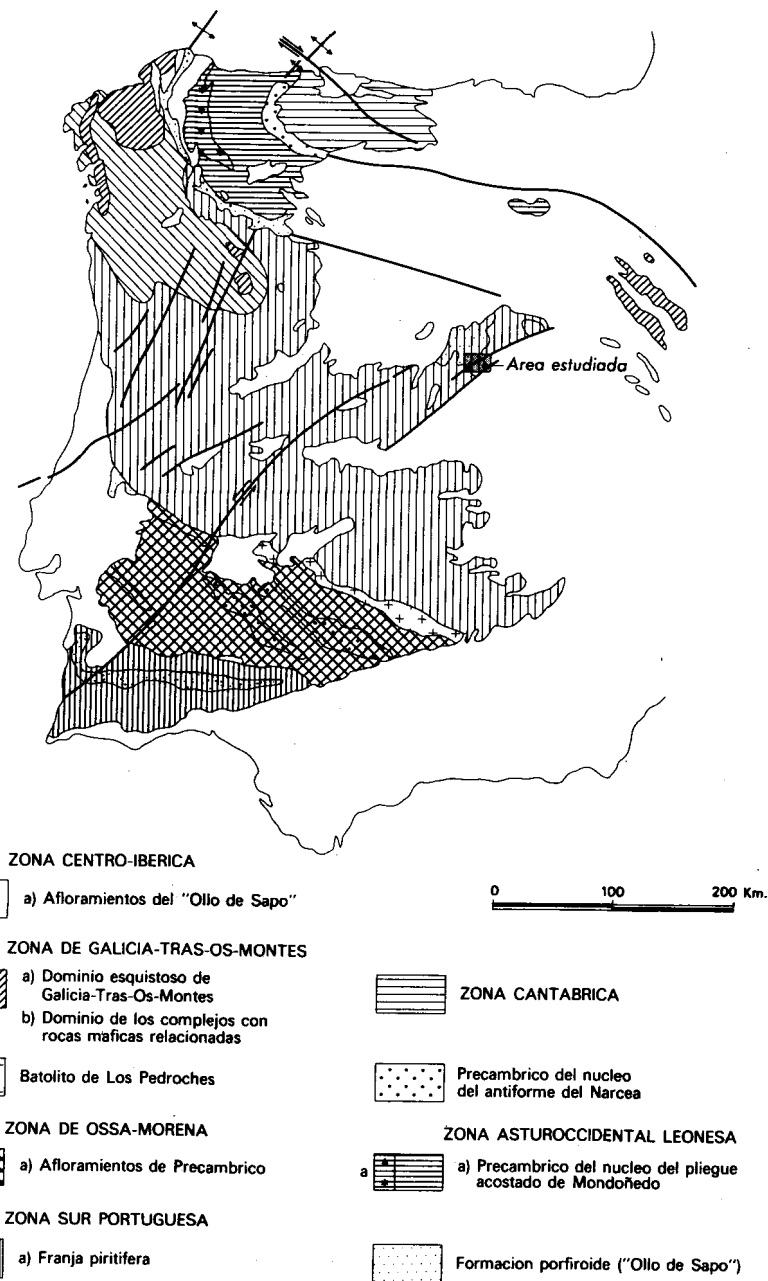 Area estudiada
ZONA CENTRO-IBERICA
a) Afloramientos del "Ollo de Sapo"
0 100 200 Km.
ZONA DE GALICIA-TRAS-OS-MONTES
a) Dominio esquistoso de
Galicia-Tras-Os-Montes
b) Dominio de los complejos con
rocas maficas relacionadas
ZONA CANTABRICA
Batolito de Los Pedroches
Precambrico del nucleo
del antiforme del Narcea
ZONA DE OSSA-MORENA
a) Afloramientos de Precambrico
ZONA ASTUROCCIDENTAL LEONESA
a
a) Precambrico del nucleo del pliegue
acostado de Mondoñedo
ZONA SUR PORTUGUESA
a) Franja piritifera
Formacion porfiroide ("Ollo de Sapo")